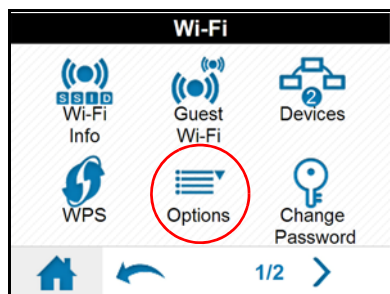 Wi-Fi
SSID
Wi-Fi
Info
Guest
Wi-Fi
2
Devices
WPS
Options
Change
Password
1/2